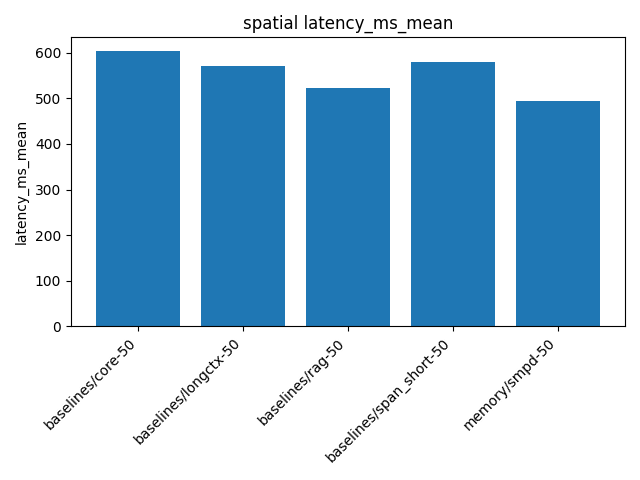 spatial latency_ms_mean
latency_ms_mean
600
500
400
300
200
100
0
baselines/core-50
baselines/longctx-50
baselines/rag-50
baselines/span_short-50
memory/smpd-50